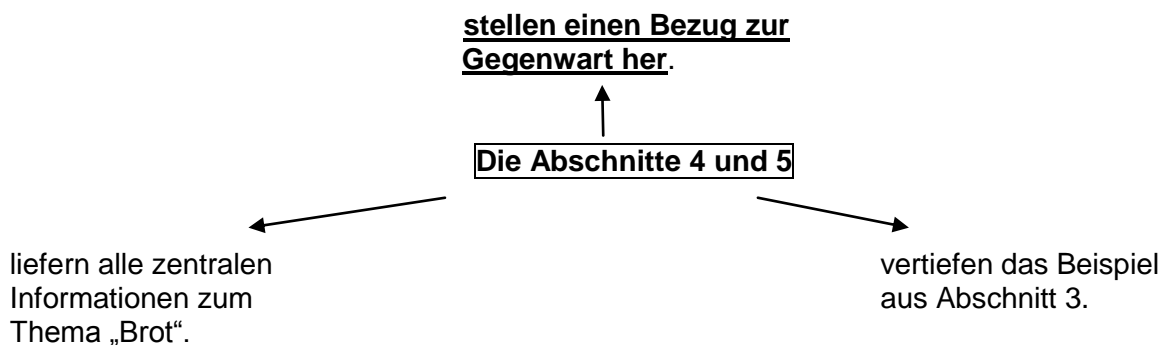 stellen einen Bezug zur
Gegenwart her.
Die Abschnitte 4 und 5
liefern alle zentralen
Informationen zum
Thema „Brot“.
vertiefen das Beispiel
aus Abschnitt 3.